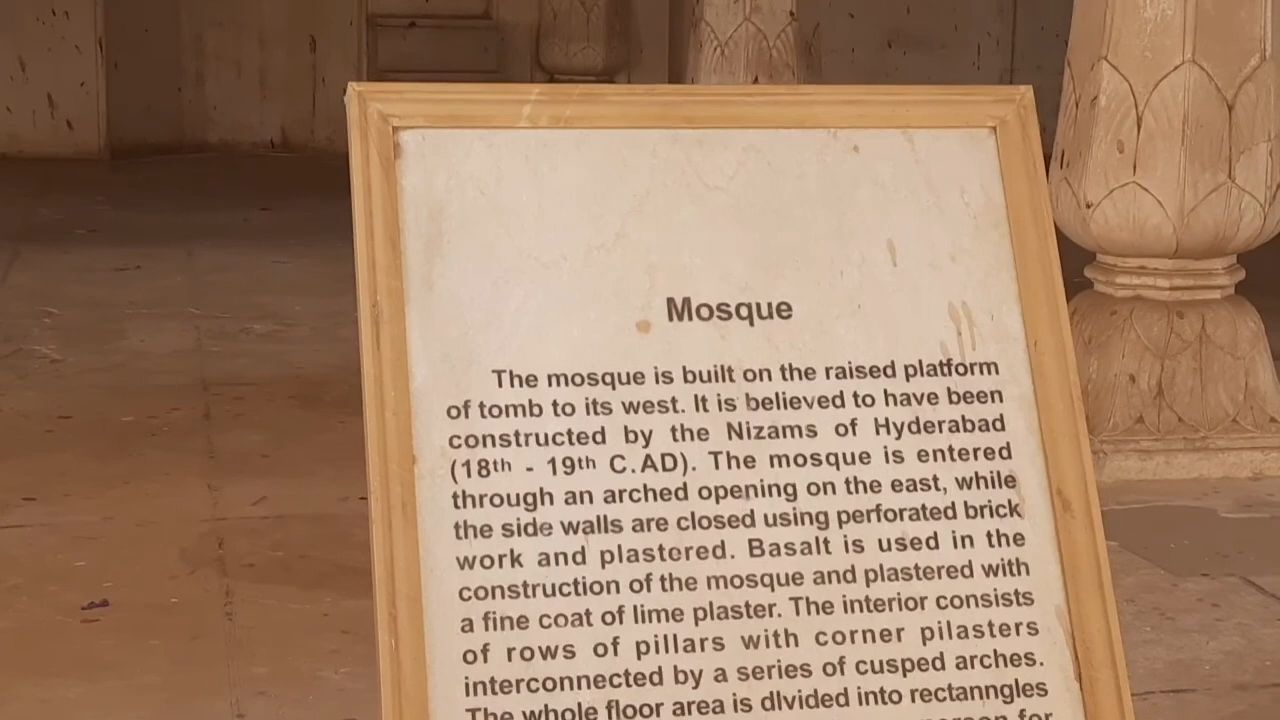 Mosque
The mosque is built on the raised platform
of tomb to its west. It is believed to have been
constructed by the Nizams of Hyderabad
(18th - 19th C.AD). The mosque is entered
through an arched opening on the east, while
the side walls are closed using perforated brick
work and plastered. Basalt is used in the
construction of the mosque and plastered with
a fine coat of lime plaster. The interior consists
of rows of pillars with corner pilasters
interconnected by a series of cusped arches.
The whole floor area is dIvided into rectanngles
person for